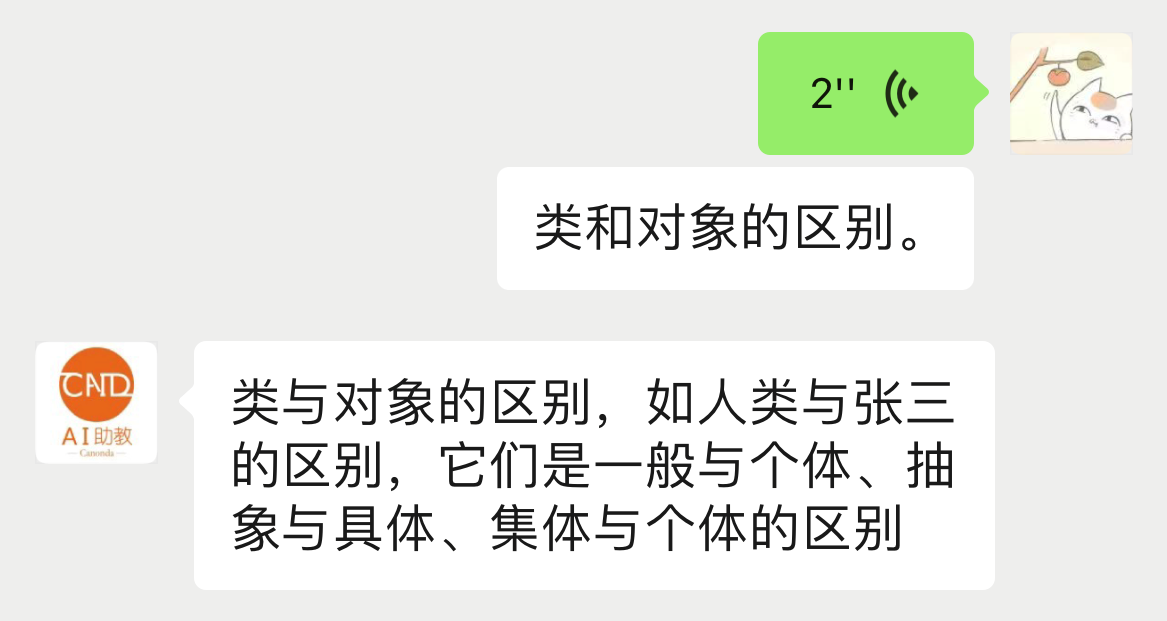 2''
类和对象的区别。
CAND
AI助教
Canonda
类与对象的区别，如人类与张三
的区别，它们是一般与个体、抽
象与具体、集体与个体的区别